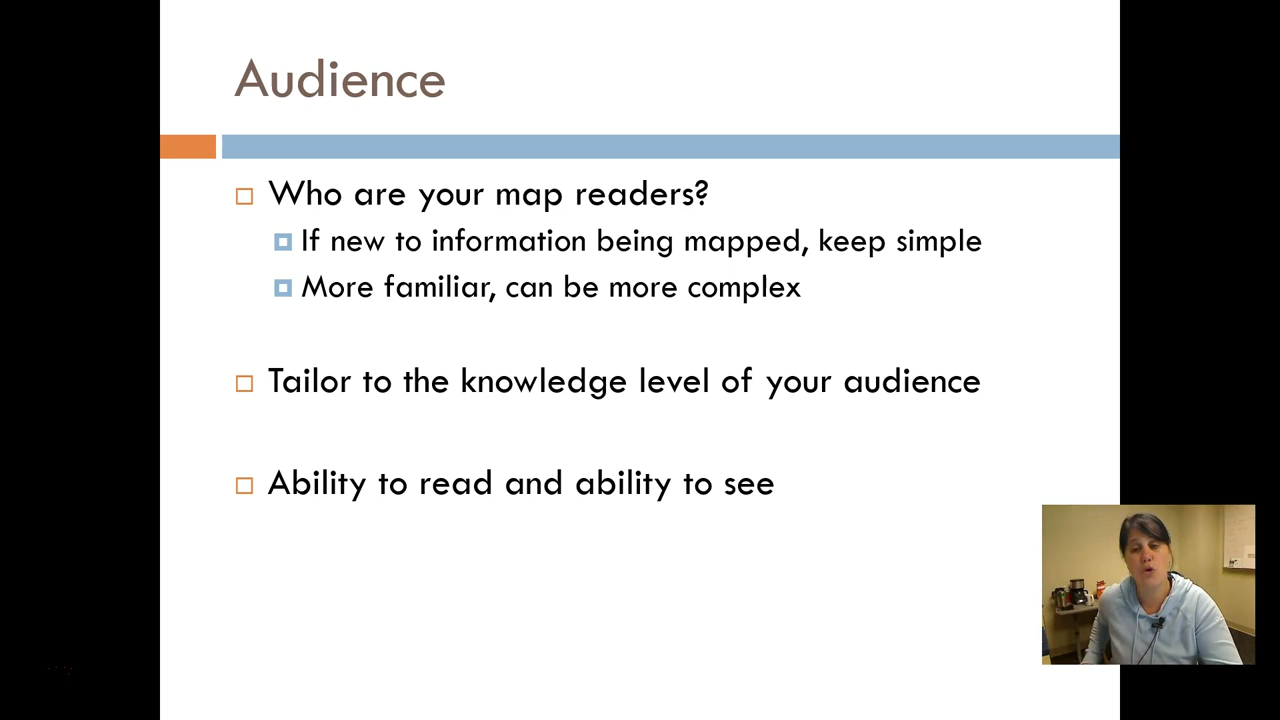 Audience
Who are your map readers?
If new to information being mapped, keep simple
More familiar, can be more complex
Tailor to the knowledge level of your audience
Ability to read and ability to see